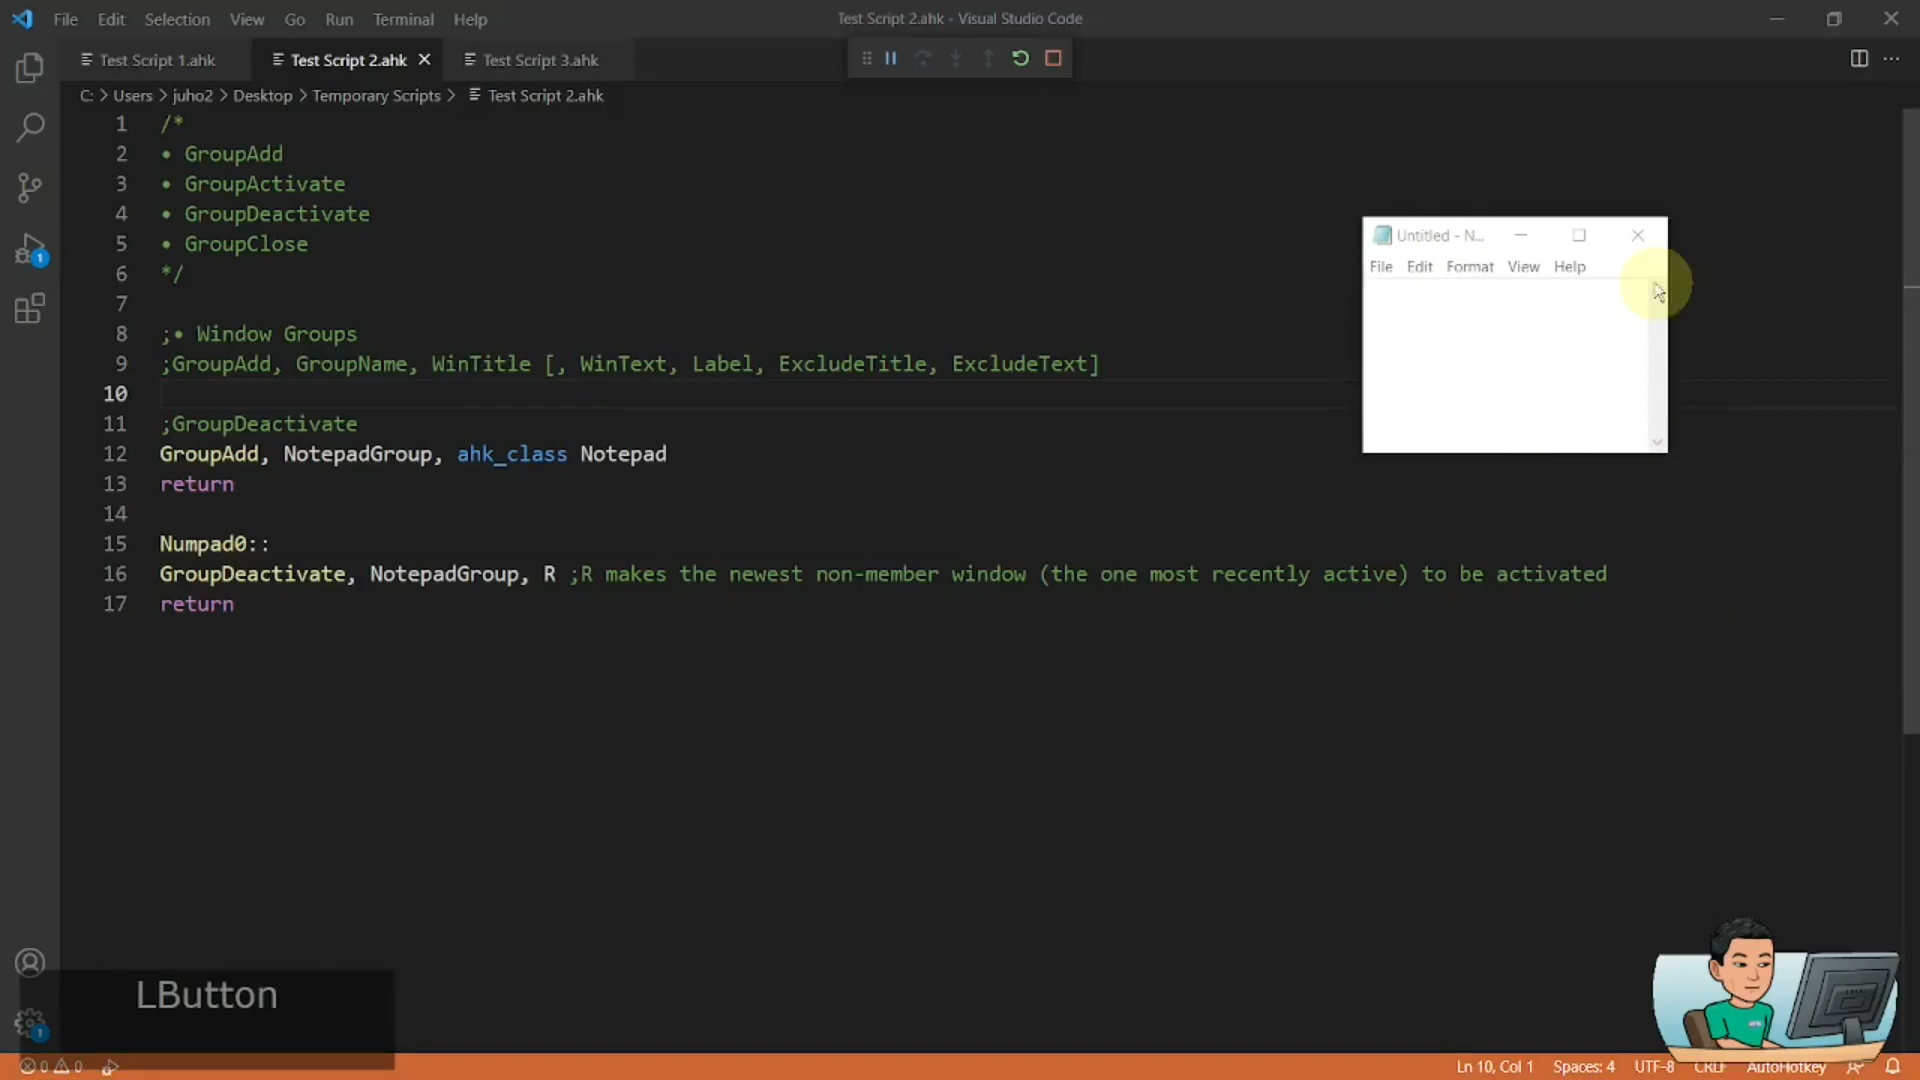 File Edit Selection View Go Run Terminal Help
Test Script 2.ahk - Visual Studio Code
Test Script 1.ahk
Test Script 2.ahk
Test Script 3.ahk
C: > Users > juho2 > Desktop > Temporary Scripts > Test Script 2.ahk
1 /*
2 • GroupAdd
3 • GroupActivate
4 • GroupDeactivate
5 • GroupClose
6 */
7
8 ;• Window Groups
9 ;GroupAdd, GroupName, WinTitle [, WinText, Label, ExcludeTitle, ExcludeText]
10
11 ;GroupDeactivate
12 GroupAdd, NotepadGroup, ahk_class Notepad
13 return
14
15 Numpad0::
16 GroupDeactivate, NotepadGroup, R ;R makes the newest non-member window (the one most recently active) to be activated
17 return
Untitled - N...
File Edit Format View Help
1
LButton
1
0 0
Ln 10, Col 1 Spaces: 4 UTF-8 CRLF AutoHotkey